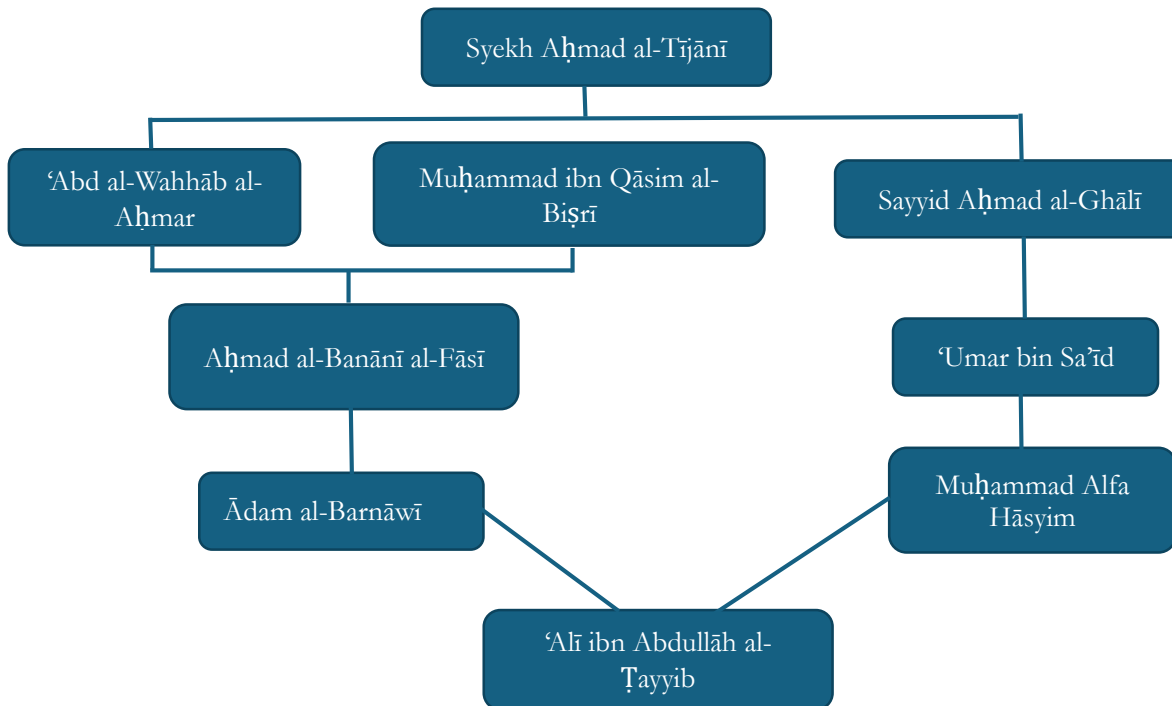 Syekh Aḥmad al-Tījānī
‘Abd al-Wahhāb al-
Aḥmar
Muḥammad ibn Qāsim al-
Biṣrī
Sayyid Aḥmad al-Ghālī
Aḥmad al-Banānī al-Fāsī
‘Umar bin Sa’īd
Ādam al-Barnāwī
Muḥammad Alfa
Hāsyim
‘Alī ibn Abdullāh al-
Ṭayyib